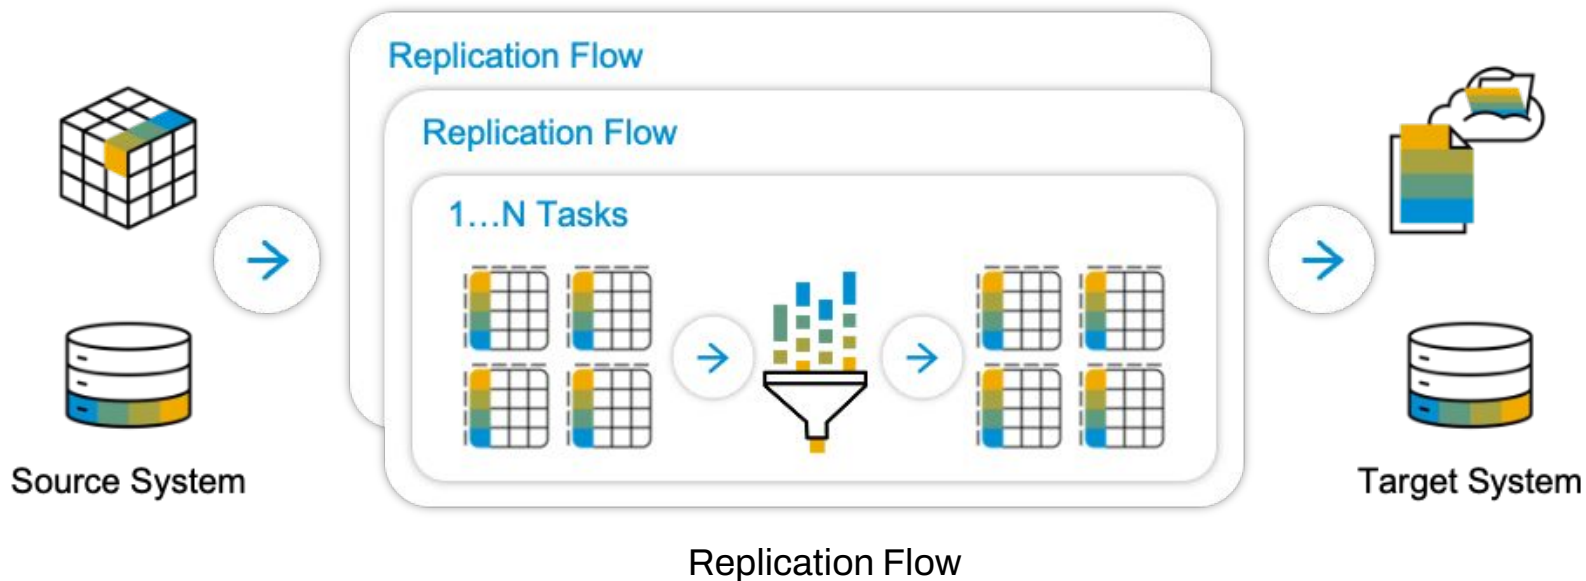 Replication Flow
Replication Flow
1...N Tasks
Source System
Target System
Replication Flow